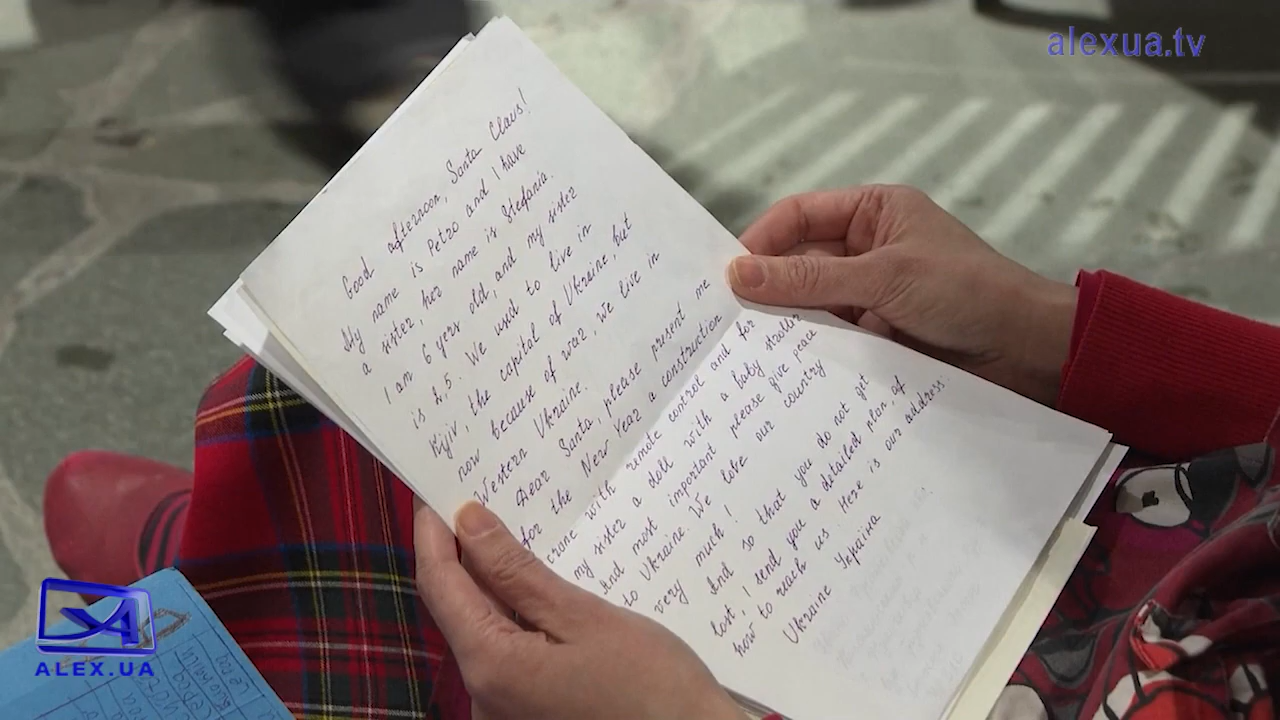 alexua.tv
Good afternoon, Santa Claus!
My name is Petro and I have
a sister, her name is Stefania.
I am 6 yers old, and my sister
is 2,5. We used to live in
Kyiv, the capital of Ukraine, but
now because of war, we live in
Western Ukraine.
Dear Santa, please present me
for the New Year a construction
crane with remote control and for
my sister a doll with a baby stroller
And most important please give peace
to Ukraine. We love our country
very much!
And so that you do not get
lost, I send you a detailed plan of
how to reach us. Here is our address:
Ukraine Україна
ALEX.UA